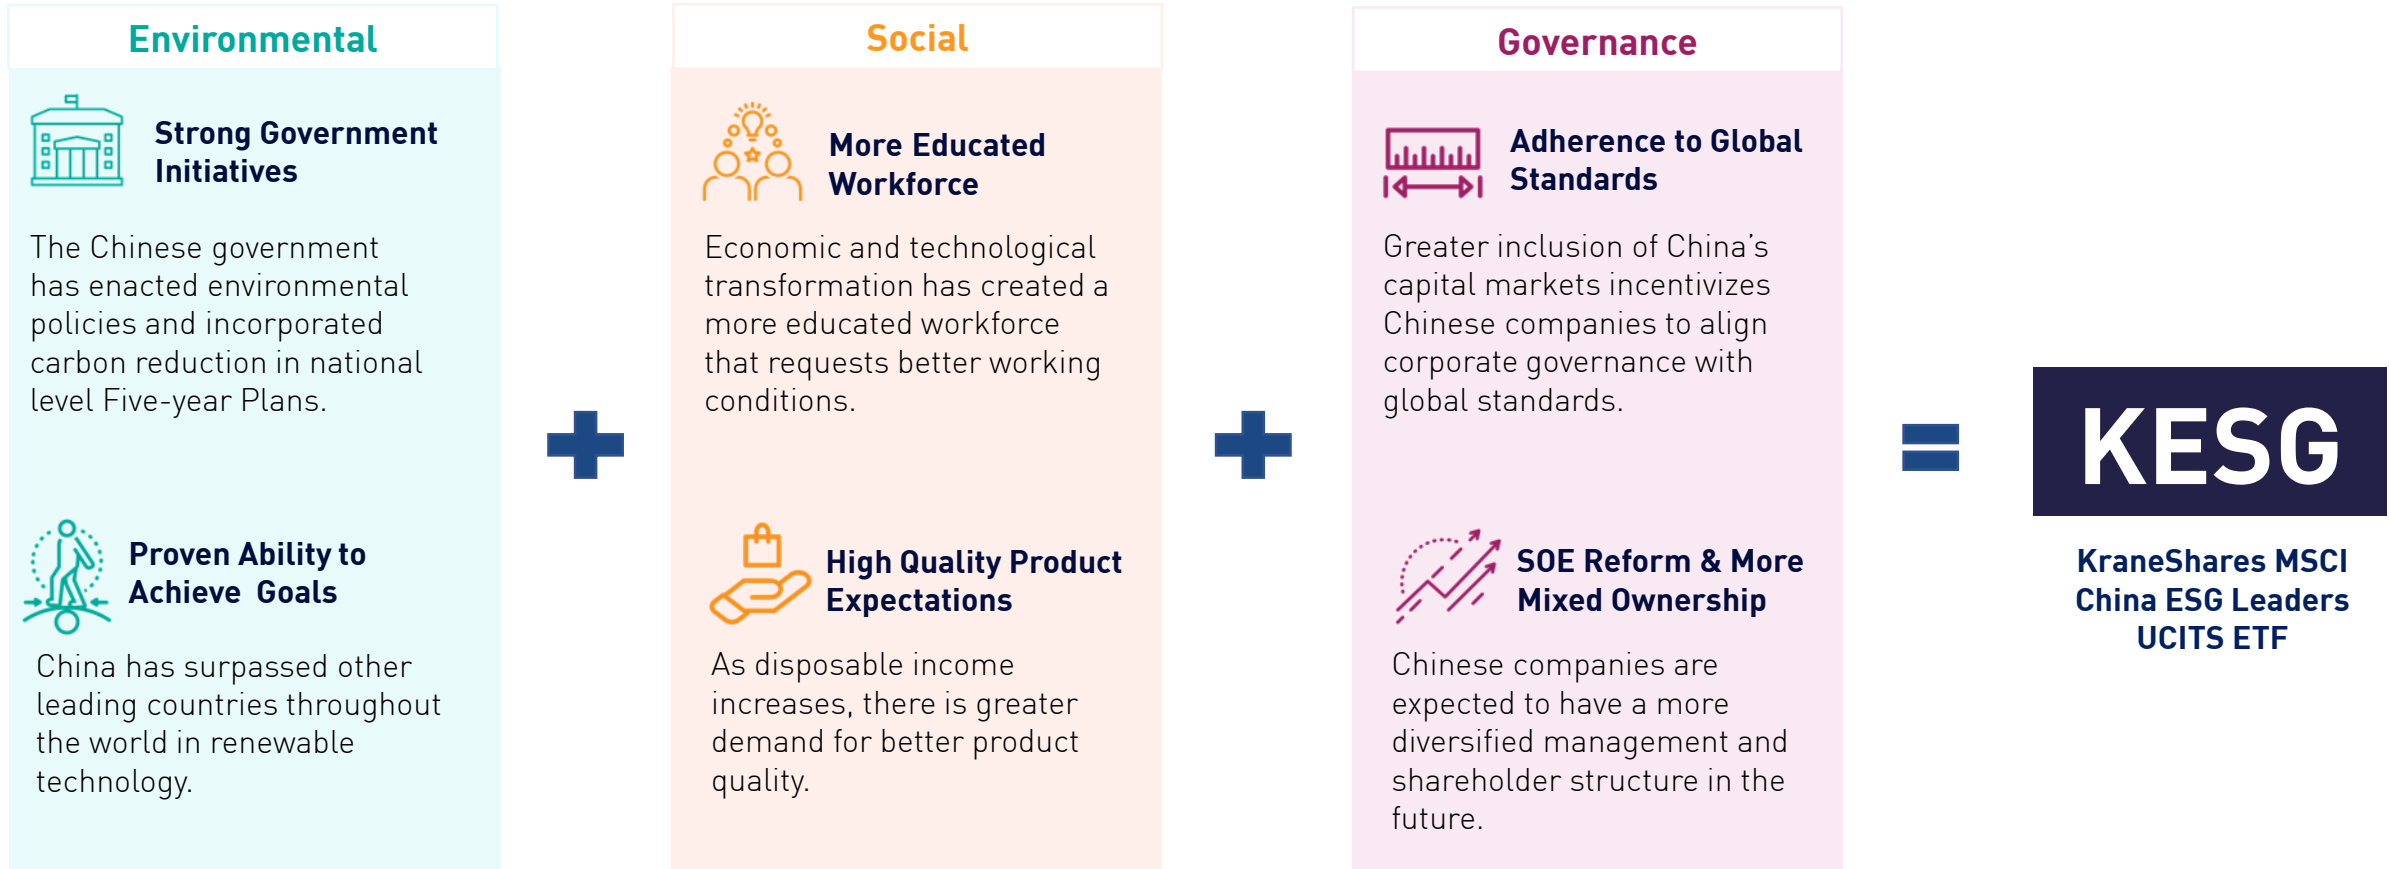 Environmental
Strong Government
Initiatives
The Chinese government
has enacted environmental
policies and incorporated
carbon reduction in national
level Five-year Plans.
Proven Ability to
Achieve Goals
China has surpassed other
leading countries throughout
the world in renewable
technology.
Social
More Educated
Workforce
Economic and technological
transformation has created a
more educated workforce
that requests better working
conditions.
High Quality Product
Expectations
As disposable income
increases, there is greater
demand for better product
quality.
Governance
Adherence to Global
Standards
Greater inclusion of China’s
capital markets incentivizes
Chinese companies to align
corporate governance with
global standards.
SOE Reform & More
Mixed Ownership
Chinese companies are
expected to have a more
diversified management and
shareholder structure in the
future.
KESG
KraneShares MSCI
China ESG Leaders
UCITS ETF